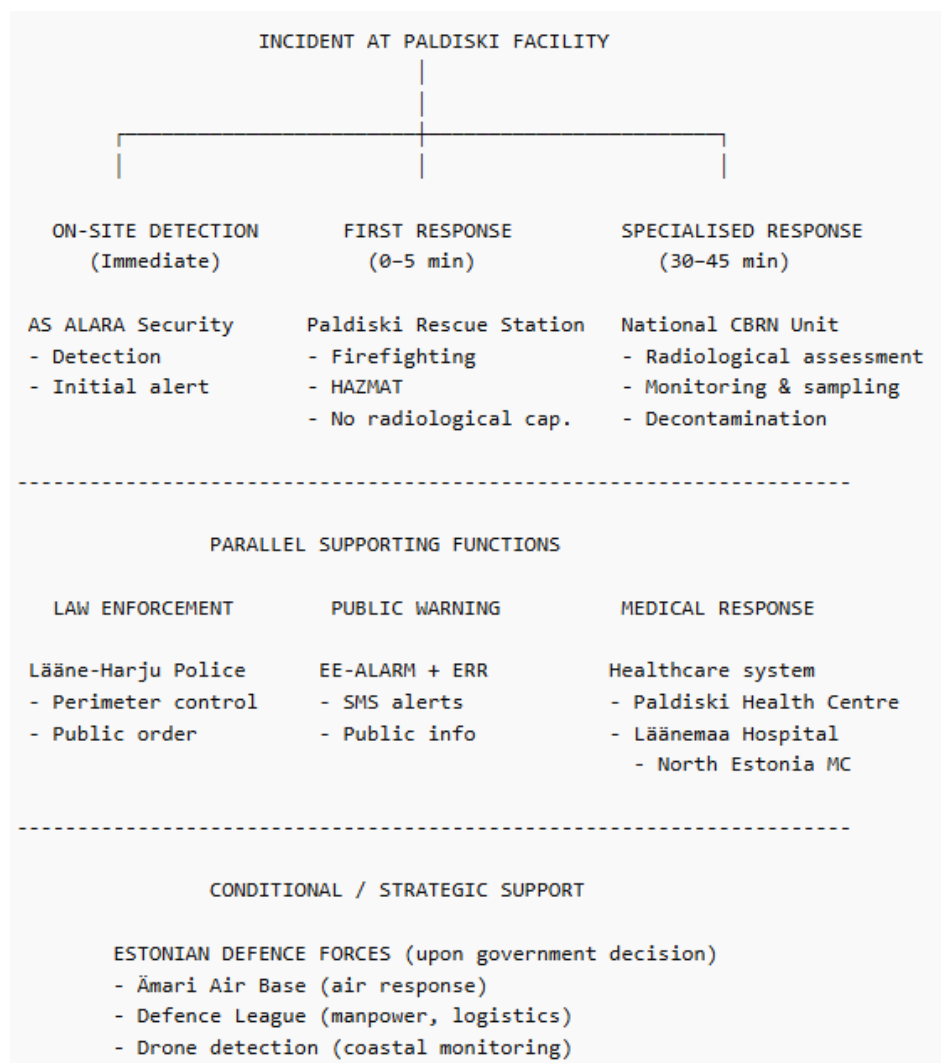 INCIDENT AT PALDISKI FACILITY
ON-SITE DETECTION FIRST RESPONSE SPECIALISED RESPONSE
(Immediate) (0–5 min) (30–45 min)
AS ALARA Security Paldiski Rescue Station National CBRN Unit
- Detection - Firefighting - Radiological assessment
- Initial alert - HAZMAT - Monitoring & sampling
- No radiological cap. - Decontamination
PARALLEL SUPPORTING FUNCTIONS
LAW ENFORCEMENT PUBLIC WARNING MEDICAL RESPONSE
Lääne-Harju Police EE-ALARM + ERR Healthcare system
- Perimeter control - SMS alerts - Paldiski Health Centre
- Public order - Public info - Läänemaa Hospital
- North Estonia MC
CONDITIONAL / STRATEGIC SUPPORT
ESTONIAN DEFENCE FORCES (upon government decision)
- Ämari Air Base (air response)
- Defence League (manpower, logistics)
- Drone detection (coastal monitoring)